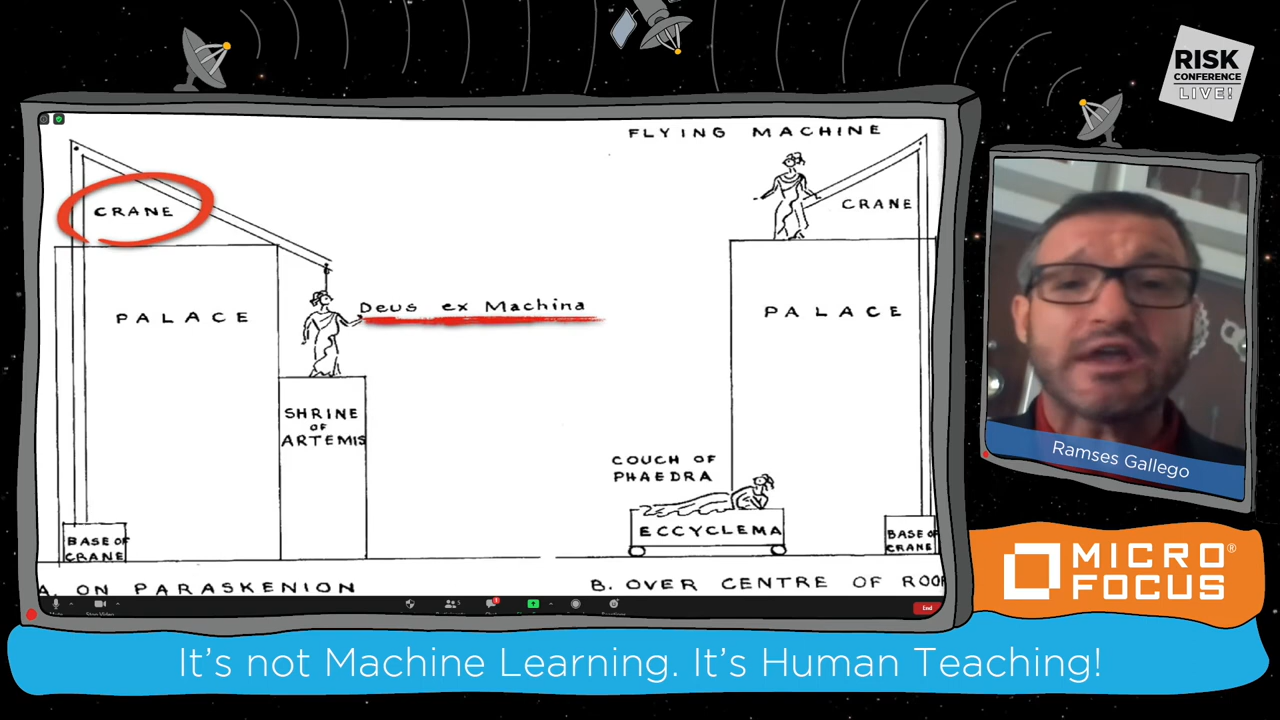 RISK
CONFERENCE
LIVE!
FLYING MACHINE
CRANE
CRANE
PALACE
Deus ex Machina
PALACE
SHRINE
OF
ARTEMIS
COUCH OF
PHAEDRA
ECCYCLEMA
BASE OF
CRANE
BASE OF
CRANE
A. ON PARASKENION
B. OVER CENTRE OF ROOF
End
Ramses Gallego
MICRO
FOCUS®
It's not Machine Learning. It's Human Teaching!